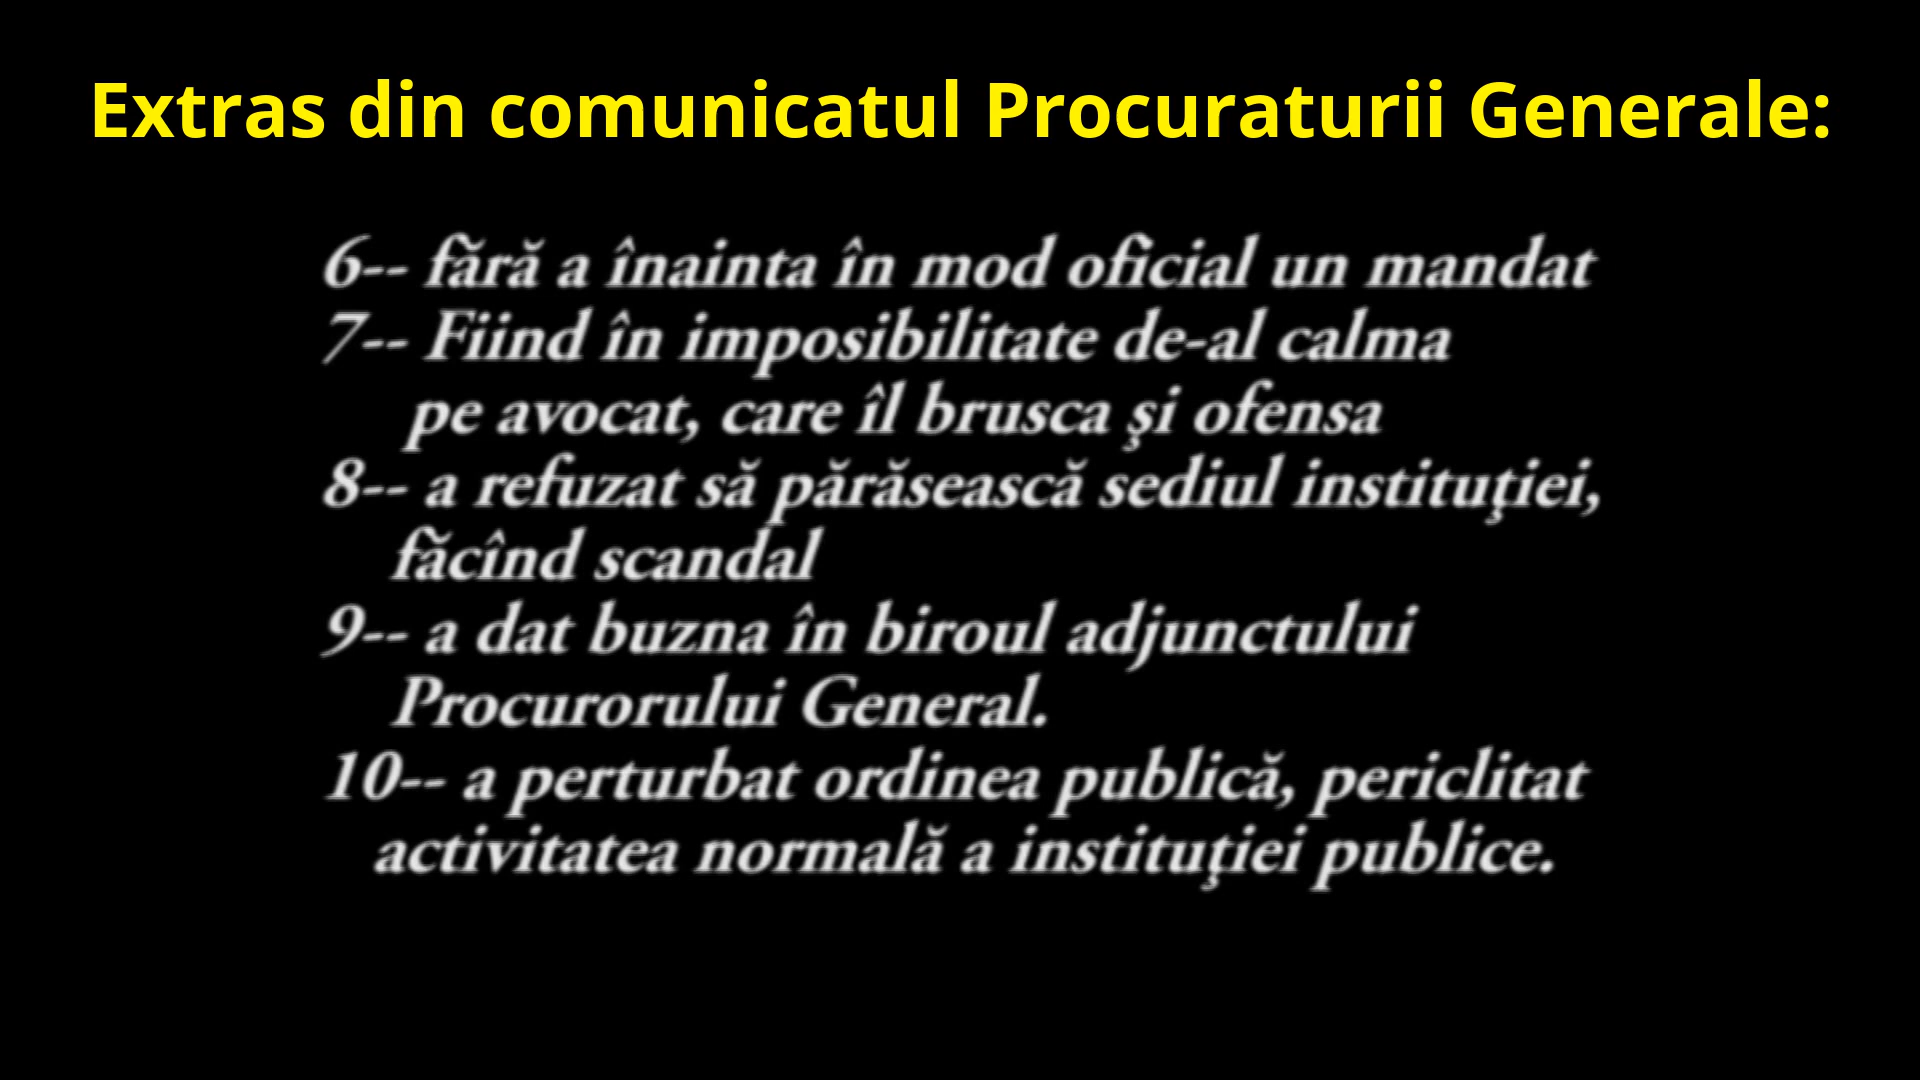 Extras din comunicatul Procuraturii Generale:
6-- fără a înainta în mod oficial un mandat
7-- Fiind în imposibilitate de-al calma
pe avocat, care îl brusca şi ofensa
8-- a refuzat să părăsească sediul instituţiei,
făcînd scandal
9-- a dat buzna în biroul adjunctului
Procurorului General.
10-- a perturbat ordinea publică, periclitat
activitatea normală a instituţiei publice.